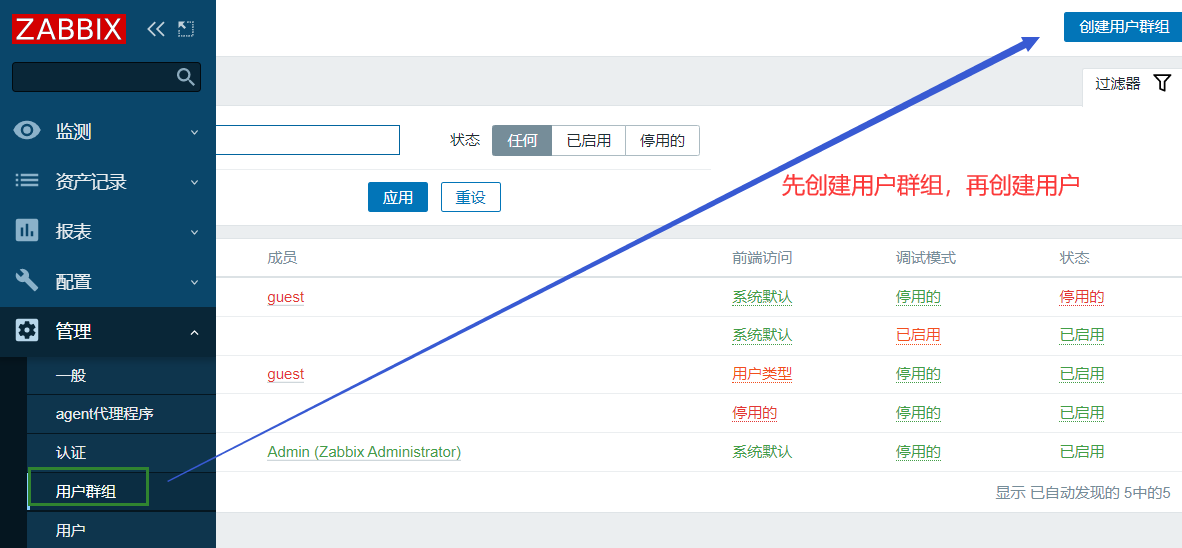 ZABBIX
监测
资产记录
报表
配置
管理
一般
agent代理程序
认证
用户群组
用户
创建用户群组
过滤器
状态 任何 已启用 停用的
应用 重设
先创建用户群组，再创建用户
成员 前端访问 调试模式 状态
guest 系统默认 停用的 停用的
系统默认 已启用 已启用
guest 用户类型 停用的 已启用
停用的 停用的 已启用
Admin (Zabbix Administrator) 系统默认 停用的 已启用
显示 已自动发现的 5中的5